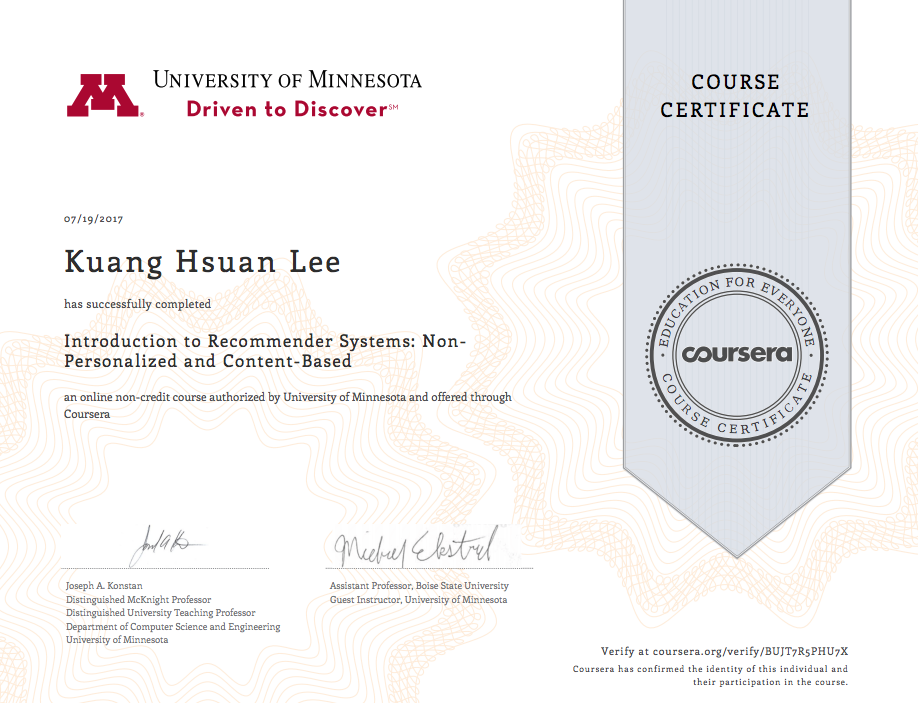 UNIVERSITY OF MINNESOTA
Driven to Discover℠
COURSE
CERTIFICATE
07/19/2017
Kuang Hsuan Lee
has successfully completed
Introduction to Recommender Systems: Non-
Personalized and Content-Based
an online non-credit course authorized by University of Minnesota and offered through
Coursera
EDUCATION FOR EVERYONE
coursera
COURSE CERTIFICATE
Michael Ekstrand
Joseph A. Konstan
Distinguished McKnight Professor
Distinguished University Teaching Professor
Department of Computer Science and Engineering
University of Minnesota
Assistant Professor, Boise State University
Guest Instructor, University of Minnesota
Verify at coursera.org/verify/BUJT7R5PHU7X
Coursera has confirmed the identity of this individual and
their participation in the course.